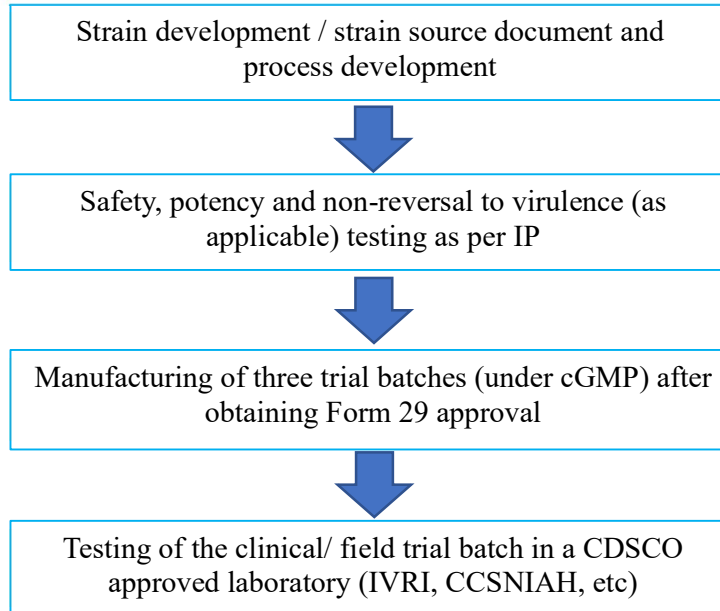 Strain development / strain source document and
process development
Safety, potency and non-reversal to virulence (as
applicable) testing as per IP
Manufacturing of three trial batches (under cGMP) after
obtaining Form 29 approval
Testing of the clinical/ field trial batch in a CDSCO
approved laboratory (IVRI, CCSNIAH, etc)